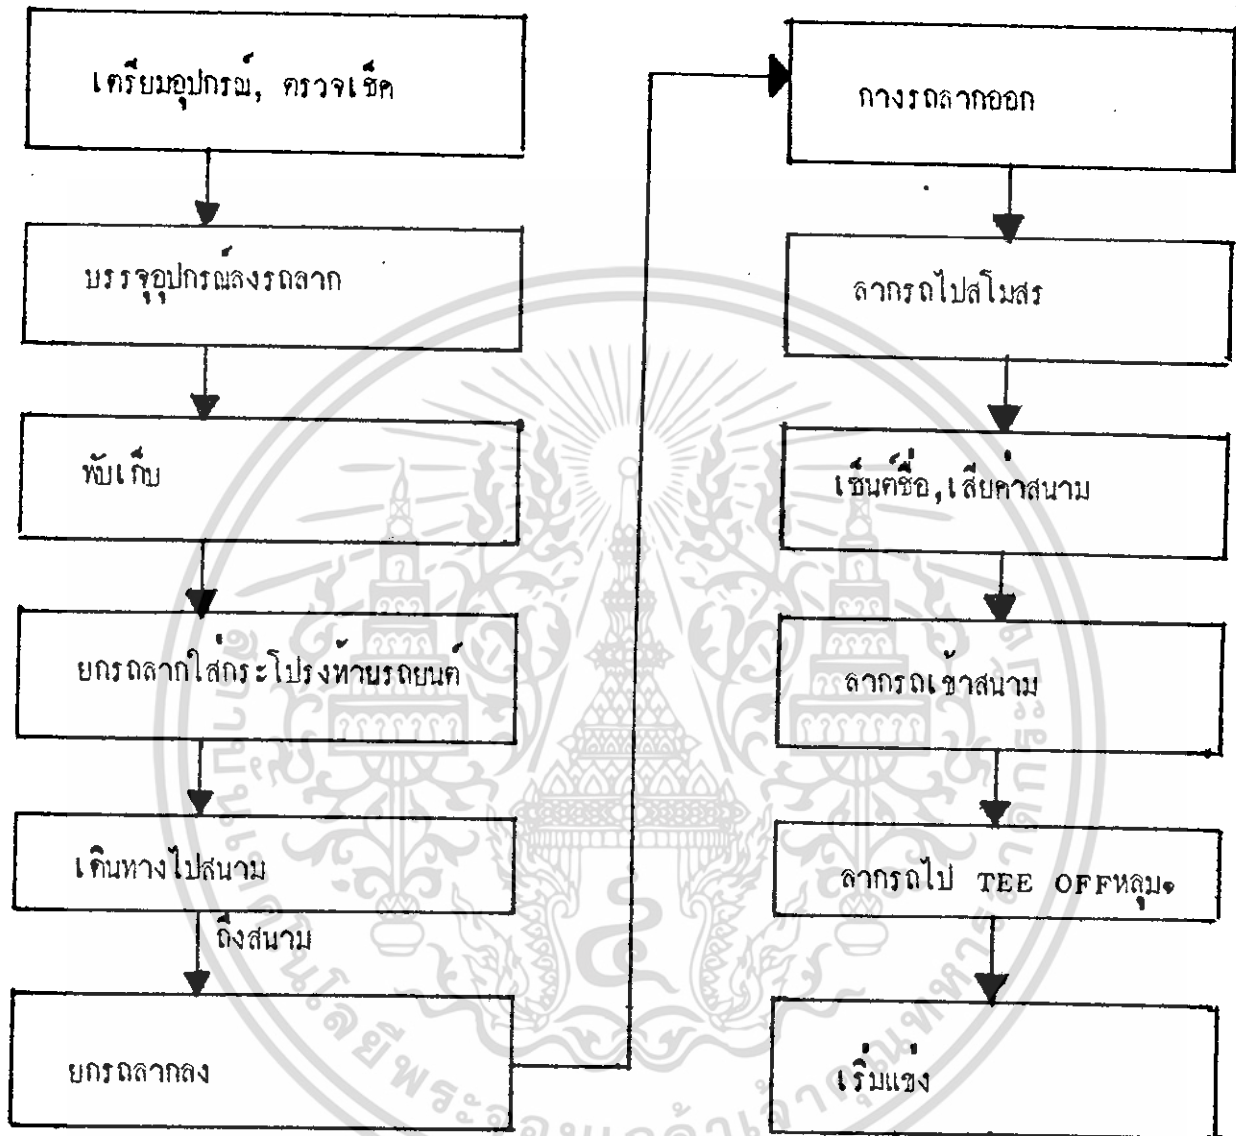 เตรียมอุปกรณ์, ตรวจเช็ค
บรรจุอุปกรณ์ลงรถลาก
พับเก็บ
ยกรถลากใส่กระโปรงท้ายรถยนต์
เดินทางไปสนาม
ถึงสนาม
ยกรถลากลง
กางรถลากออก
ลากรถไปสโมสร
เซ็นต์ชื่อ,เสียค่าสนาม
ลากรถเข้าสนาม
ลากรถไป TEE OFFหลุม๑
เริ่มแข่ง